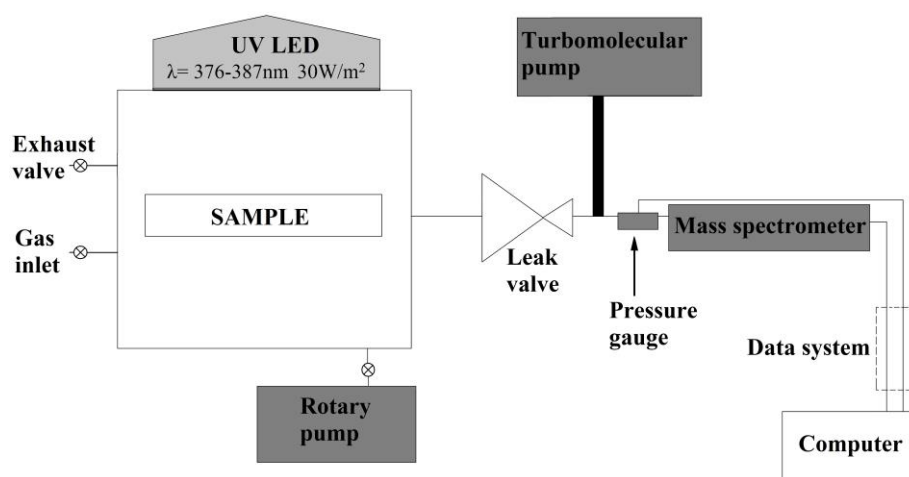 UV LED
λ= 376-387nm 30W/m²
Turbomolecular
pump
Exhaust
valve
SAMPLE
Gas
inlet
Leak
valve
Mass spectrometer
Pressure
gauge
Data system
Rotary
pump
Computer